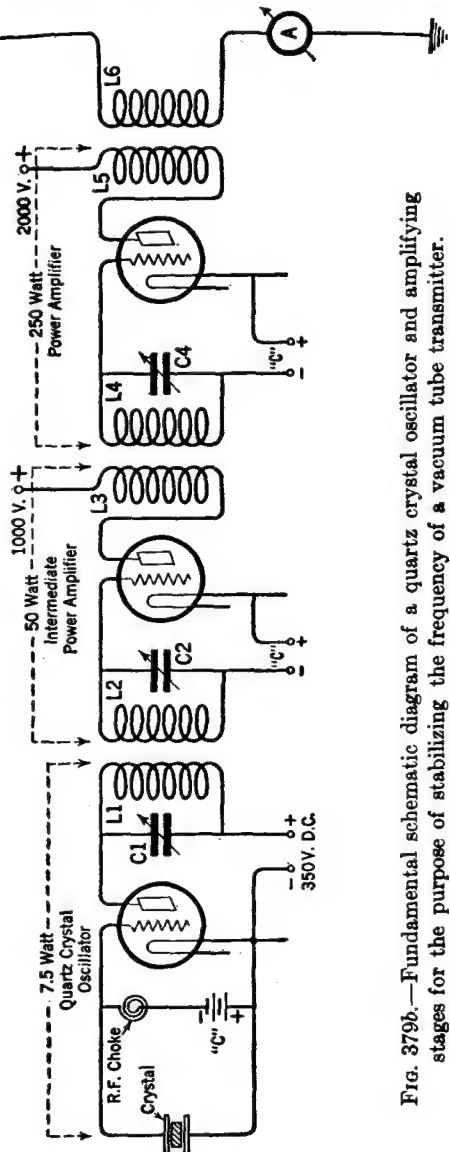 7.5 Watt
Quartz Crystal
Oscillator
R.F. Choke
Crystal
"C"
-
+
C1
L1
-
+
350 V. D.C.
50 Watt
Intermediate
Power Amplifier
1000 V.
+
L2
C2
L3
-
+
"C"
250 Watt
Power Amplifier
2000 V.
+
L4
C4
L5
-
+
"C"
L6
A
FIG. 379b.—Fundamental schematic diagram of a quartz crystal oscillator and amplifying
stages for the purpose of stabilizing the frequency of a vacuum tube transmitter.